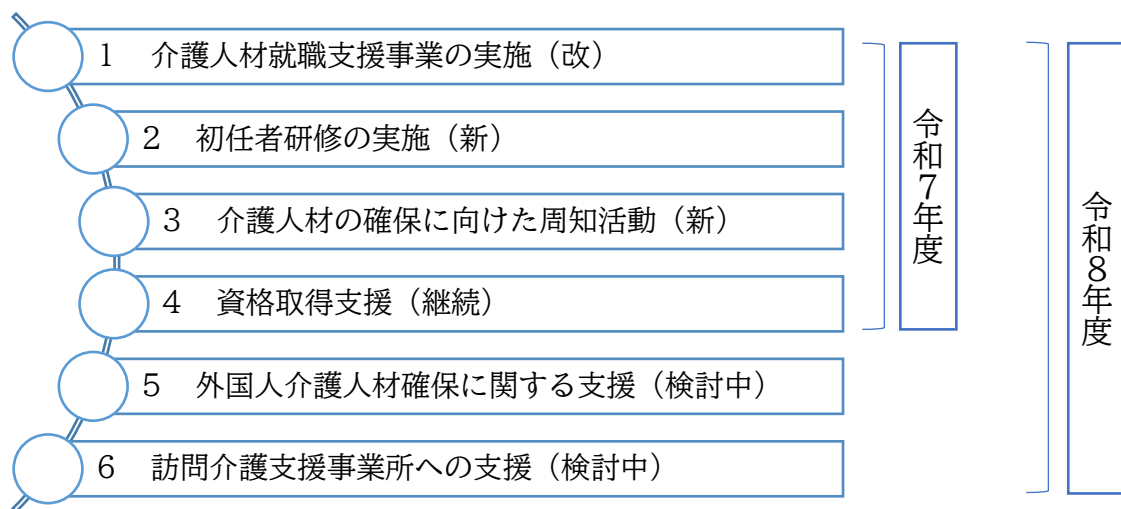 1 介護人材就職支援事業の実施（改）
2 初任者研修の実施（新）
3 介護人材の確保に向けた周知活動（新）
4 資格取得支援（継続）
5 外国人介護人材確保に関する支援（検討中）
6 訪問介護支援事業所への支援（検討中）
令和7年度
令和8年度